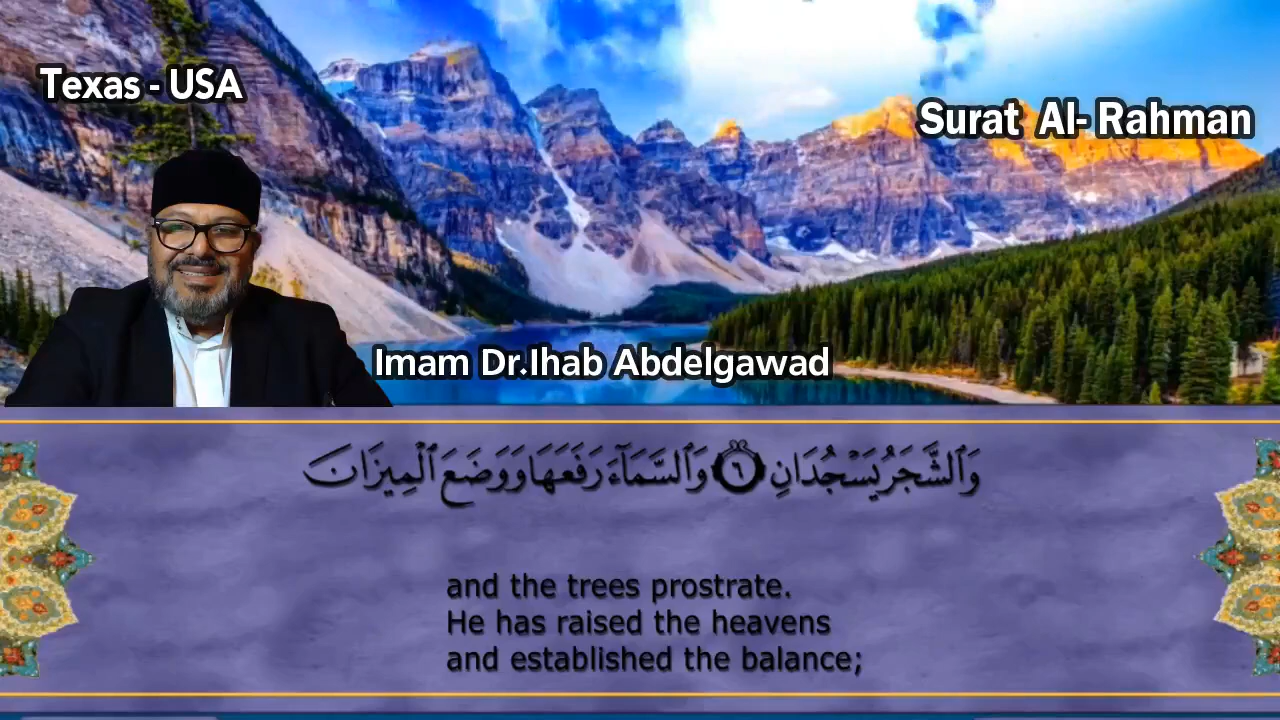 Texas - USA
Surat Al- Rahman
Imam Dr.Ihab Abdelgawad
وَٱلشَّجَرُ يَسْجُدَانِ ٦ وَٱلسَّمَآءَ رَفَعَهَا وَوَضَعَ ٱلْمِيزَانَ
and the trees prostrate.
He has raised the heavens
and established the balance;